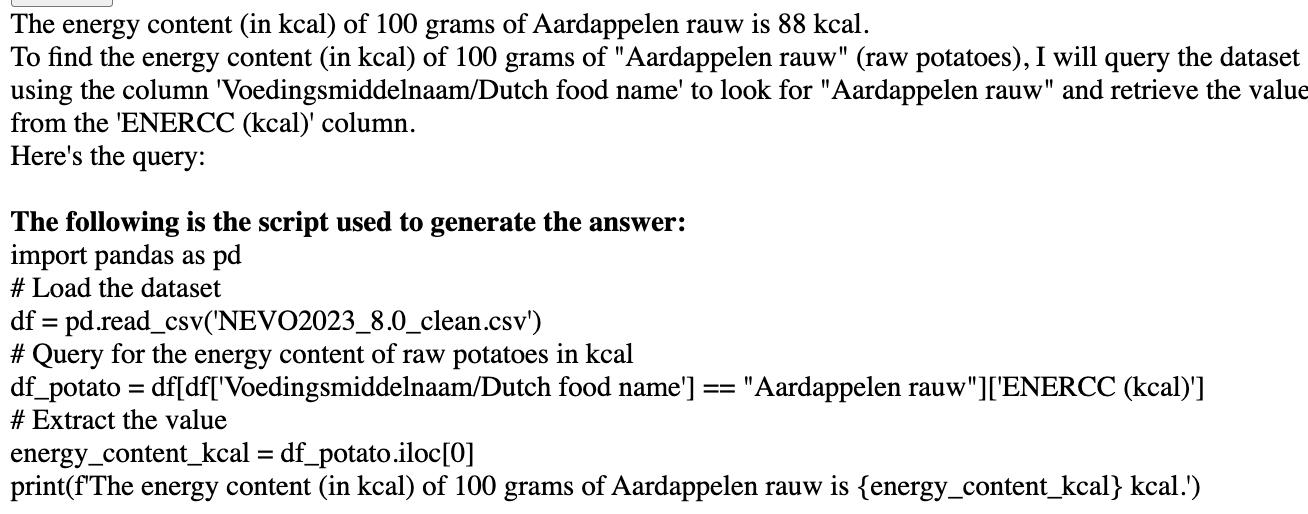 The energy content (in kcal) of 100 grams of Aardappelen rauw is 88 kcal.
To find the energy content (in kcal) of 100 grams of "Aardappelen rauw" (raw potatoes), I will query the dataset
using the column 'Voedingsmiddelnaam/Dutch food name' to look for "Aardappelen rauw" and retrieve the value
from the 'ENERCC (kcal)' column.
Here's the query:
The following is the script used to generate the answer:
import pandas as pd
# Load the dataset
df = pd.read_csv('NEVO2023_8.0_clean.csv')
# Query for the energy content of raw potatoes in kcal
df_potato = df[df['Voedingsmiddelnaam/Dutch food name'] == "Aardappelen rauw"]['ENERCC (kcal)']
# Extract the value
energy_content_kcal = df_potato.iloc[0]
print(f'The energy content (in kcal) of 100 grams of Aardappelen rauw is {energy_content_kcal} kcal.')